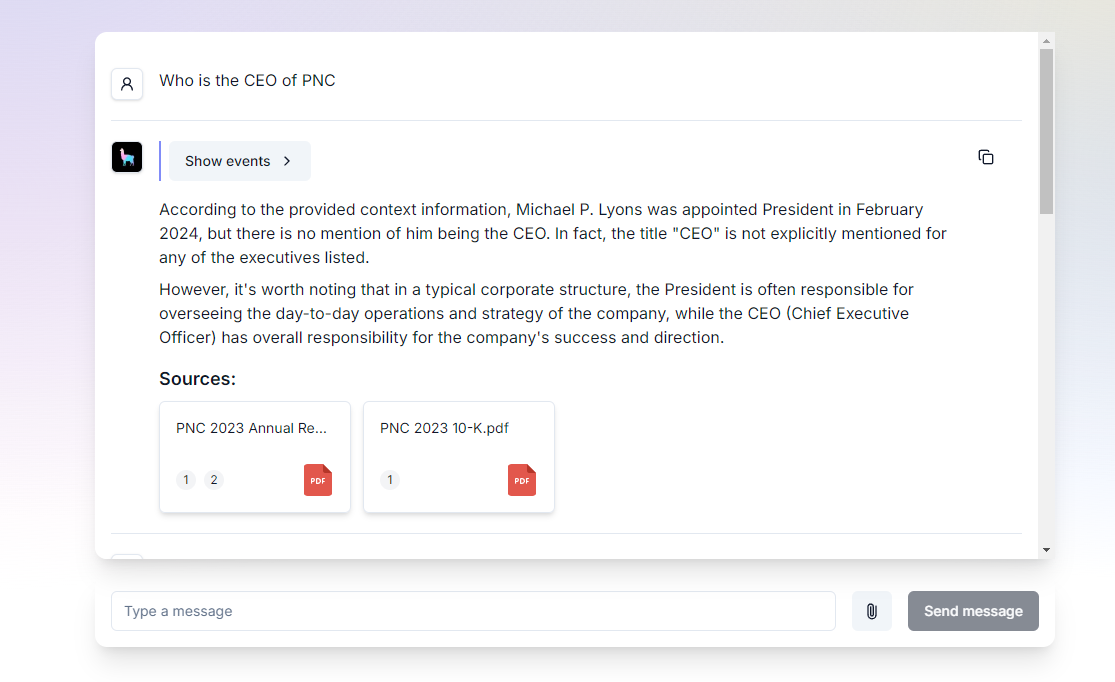 Who is the CEO of PNC
Show events
According to the provided context information, Michael P. Lyons was appointed President in February
2024, but there is no mention of him being the CEO. In fact, the title "CEO" is not explicitly mentioned for
any of the executives listed.
However, it's worth noting that in a typical corporate structure, the President is often responsible for
overseeing the day-to-day operations and strategy of the company, while the CEO (Chief Executive
Officer) has overall responsibility for the company's success and direction.
Sources:
PNC 2023 Annual Re...
1 2 PDF
PNC 2023 10-K.pdf
1 PDF
Type a message
Send message